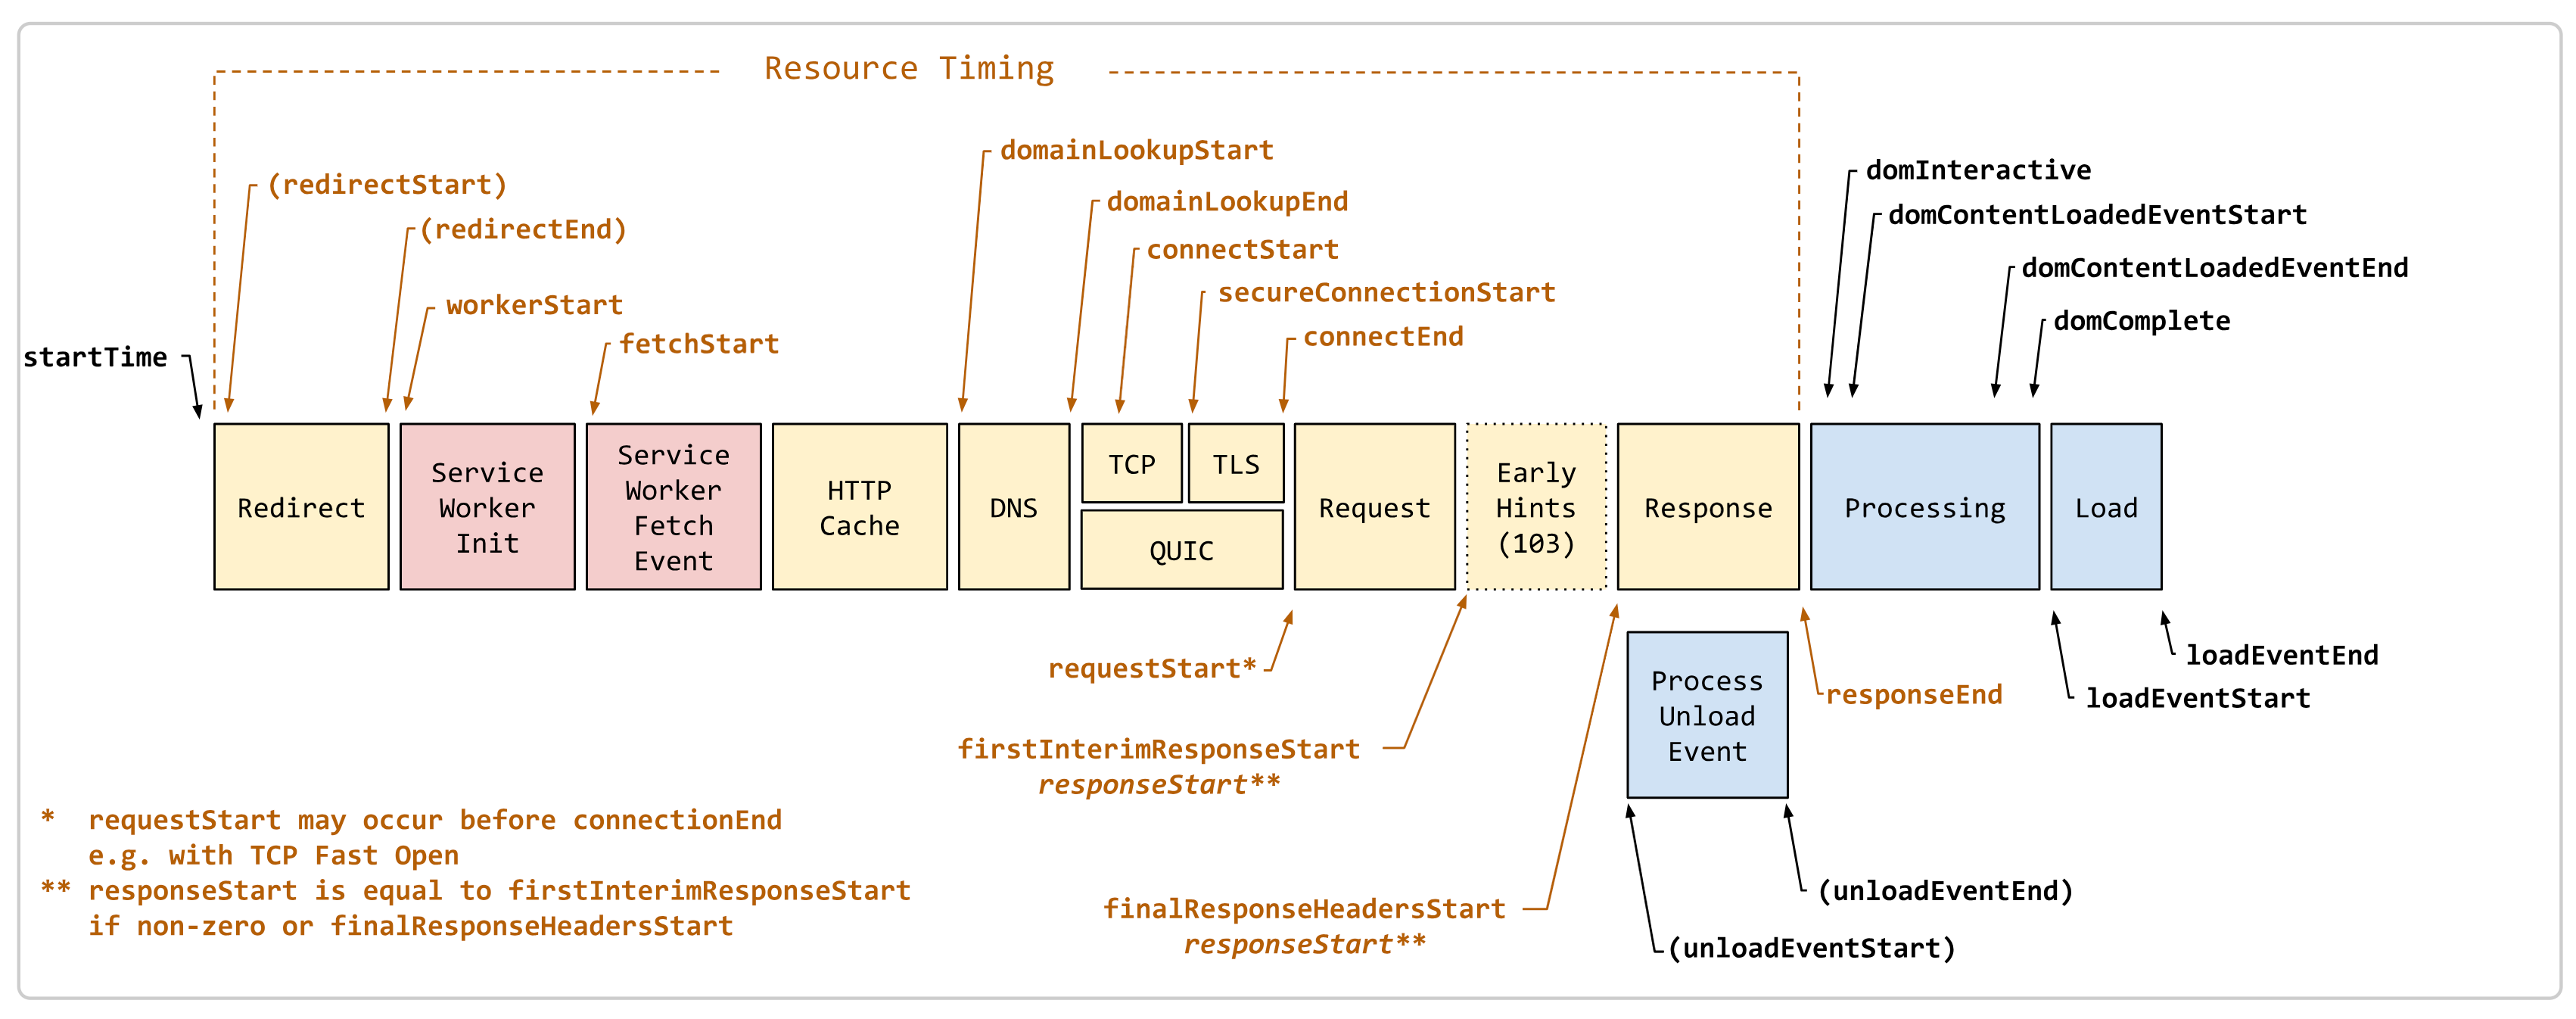 Resource Timing
domainLookupStart
domInteractive
(redirectStart)
domainLookupEnd
domContentLoadedEventStart
(redirectEnd)
connectStart
domContentLoadedEventEnd
secureConnectionStart
workerStart
domComplete
connectEnd
fetchStart
startTime
Redirect
Service
Worker
Init
Service
Worker
Fetch
Event
HTTP
Cache
DNS
TCP
TLS
QUIC
Request
Early
Hints
(103)
Response
Processing
Load
requestStart*
Process
Unload
Event
loadEventEnd
responseEnd
loadEventStart
firstInterimResponseStart
responseStart**
* requestStart may occur before connectionEnd
e.g. with TCP Fast Open
** responseStart is equal to firstInterimResponseStart
if non-zero or finalResponseHeadersStart
(unloadEventEnd)
finalResponseHeadersStart
responseStart**
(unloadEventStart)